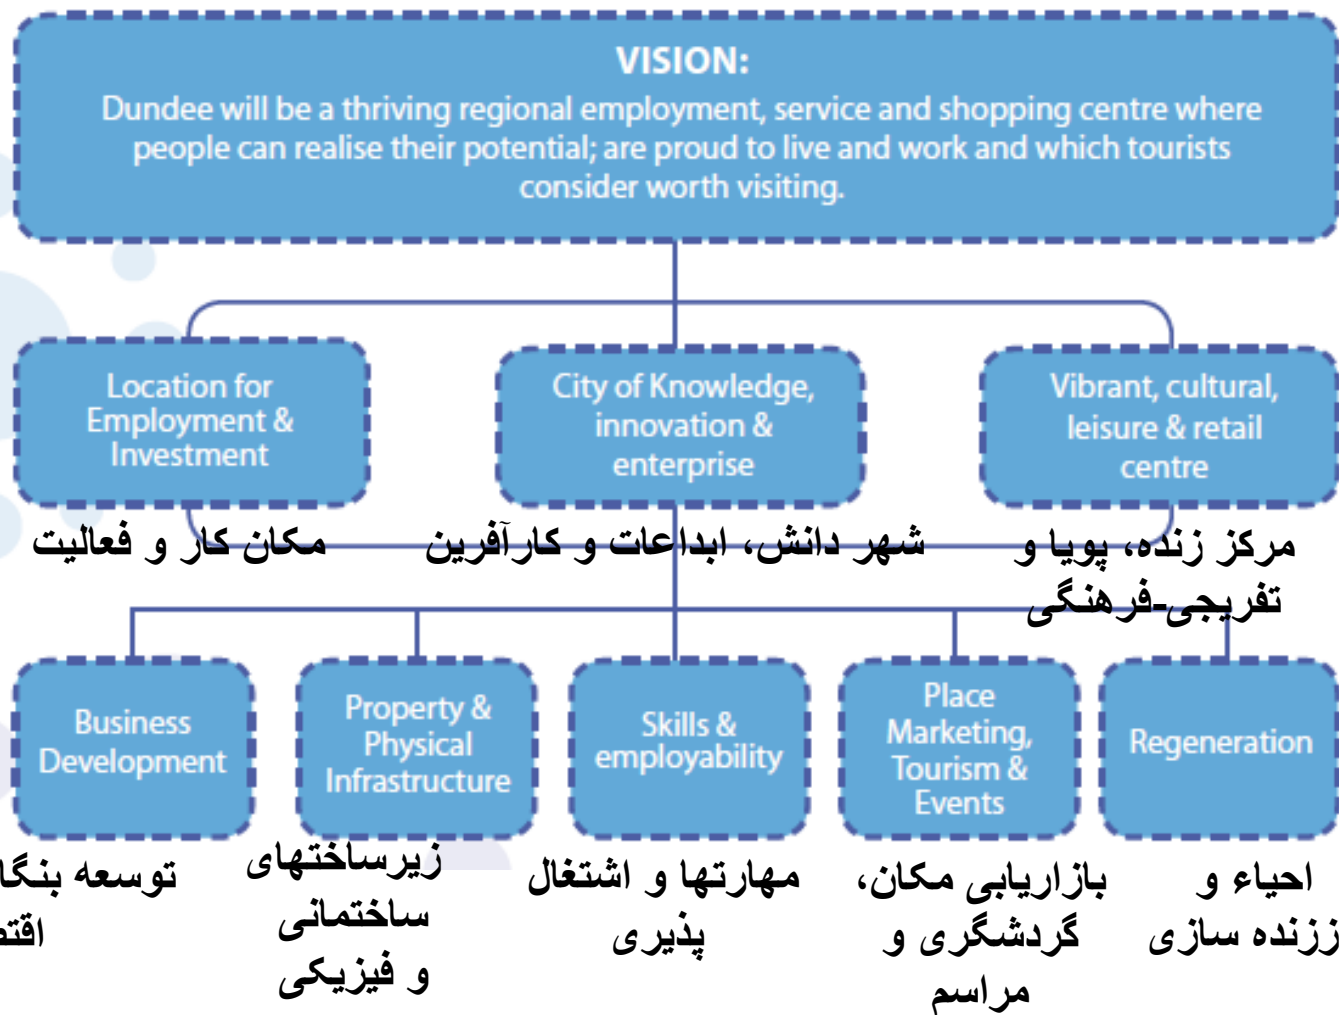 VISION:
Dundee will be a thriving regional employment, service and shopping centre where
people can realise their potential; are proud to live and work and which tourists
consider worth visiting.
Location for
Employment &
Investment
City of Knowledge,
innovation &
enterprise
Vibrant, cultural,
leisure & retail
centre
مکان کار و فعالیت
شهر دانش، ابداعات و کارآفرین
مرکز زنده، پویا و
تفریجی-فرهنگی
Business
Development
Property &
Physical
Infrastructure
Skills &
employability
Place
Marketing,
Tourism &
Events
Regeneration
توسعه
زیرساختهای
ساختمانی
و فیزیکی
مهارتها و اشتغال
پذیری
بازاریابی مکان،
گردشگری و
مراسم
احیاء و
ززنده سازی